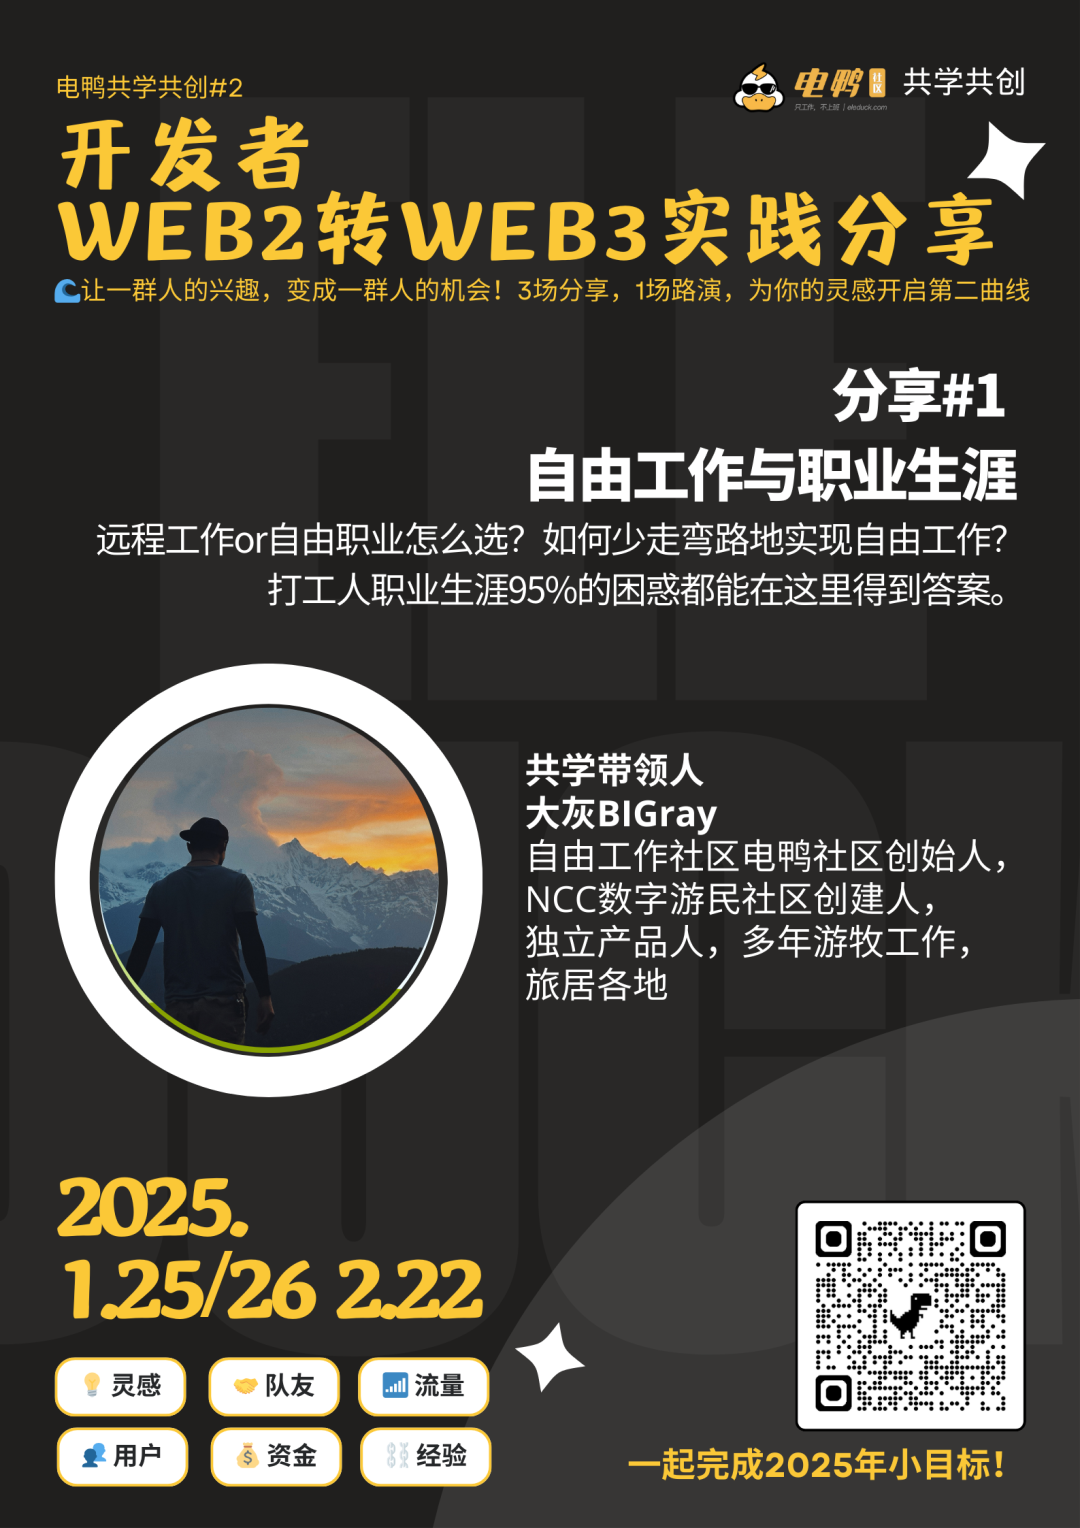 电鸭共学共创#2
电鸭社区
只工作，不上班 | eleduck.com
共学共创
开发者
WEB2转WEB3实践分享
让一群人的兴趣，变成一群人的机会！3场分享，1场路演，为你的灵感开启第二曲线
分享#1
自由工作与职业生涯
远程工作or自由职业怎么选？如何少走弯路地实现自由工作？
打工人职业生涯95%的困惑都能在这里得到答案。
共学带领人
大灰BIGray
自由工作社区电鸭社区创始人，
NCC数字游民社区创建人，
独立产品人，多年游牧工作，
旅居各地
2025.
1.25/26 2.22
灵感
队友
流量
用户
资金
经验
一起完成2025年小目标！